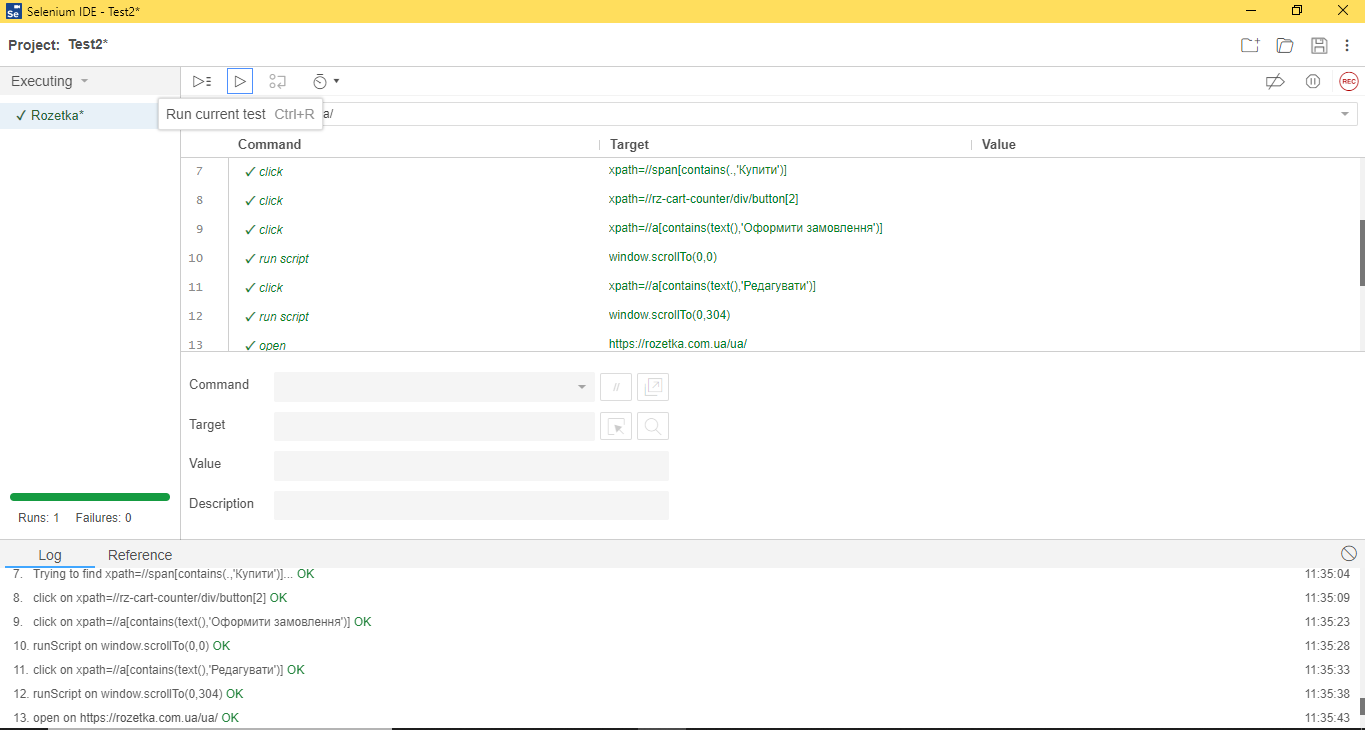 Selenium IDE - Test2*
Project: Test2*
Executing
✓ Rozetka*
Run current test Ctrl+R
a/
REC
Command Target Value
7 ✓ click xpath=//span[contains(.,'Купити')]
8 ✓ click xpath=//rz-cart-counter/div/button[2]
9 ✓ click xpath=//a[contains(text(),'Оформити замовлення')]
10 ✓ run script window.scrollTo(0,0)
11 ✓ click xpath=//a[contains(text(),'Редагувати')]
12 ✓ run script window.scrollTo(0,304)
13 ✓ open https://rozetka.com.ua/ua/
Command //
Target
Value
Description
Runs: 1 Failures: 0
Log Reference
7. Trying to find xpath=//span[contains(.,'Купити')]... OK 11:35:04
8. click on xpath=//rz-cart-counter/div/button[2] OK 11:35:09
9. click on xpath=//a[contains(text(),'Оформити замовлення')] OK 11:35:23
10. runScript on window.scrollTo(0,0) OK 11:35:28
11. click on xpath=//a[contains(text(),'Редагувати')] OK 11:35:33
12. runScript on window.scrollTo(0,304) OK 11:35:38
13. open on https://rozetka.com.ua/ua/ OK 11:35:43